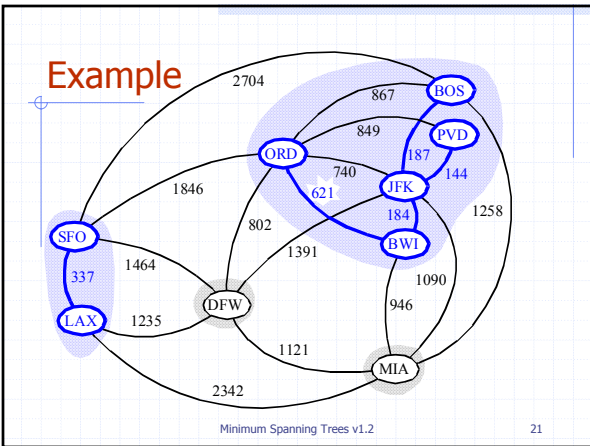 Example
2704
867
BOS
849
PVD
ORD
187
740
144
1846
621
JFK
184
1258
SFO
802
1391
BWI
1464
337
1090
DFW
946
LAX
1235
1121
MIA
2342
Minimum Spanning Trees v1.2
21